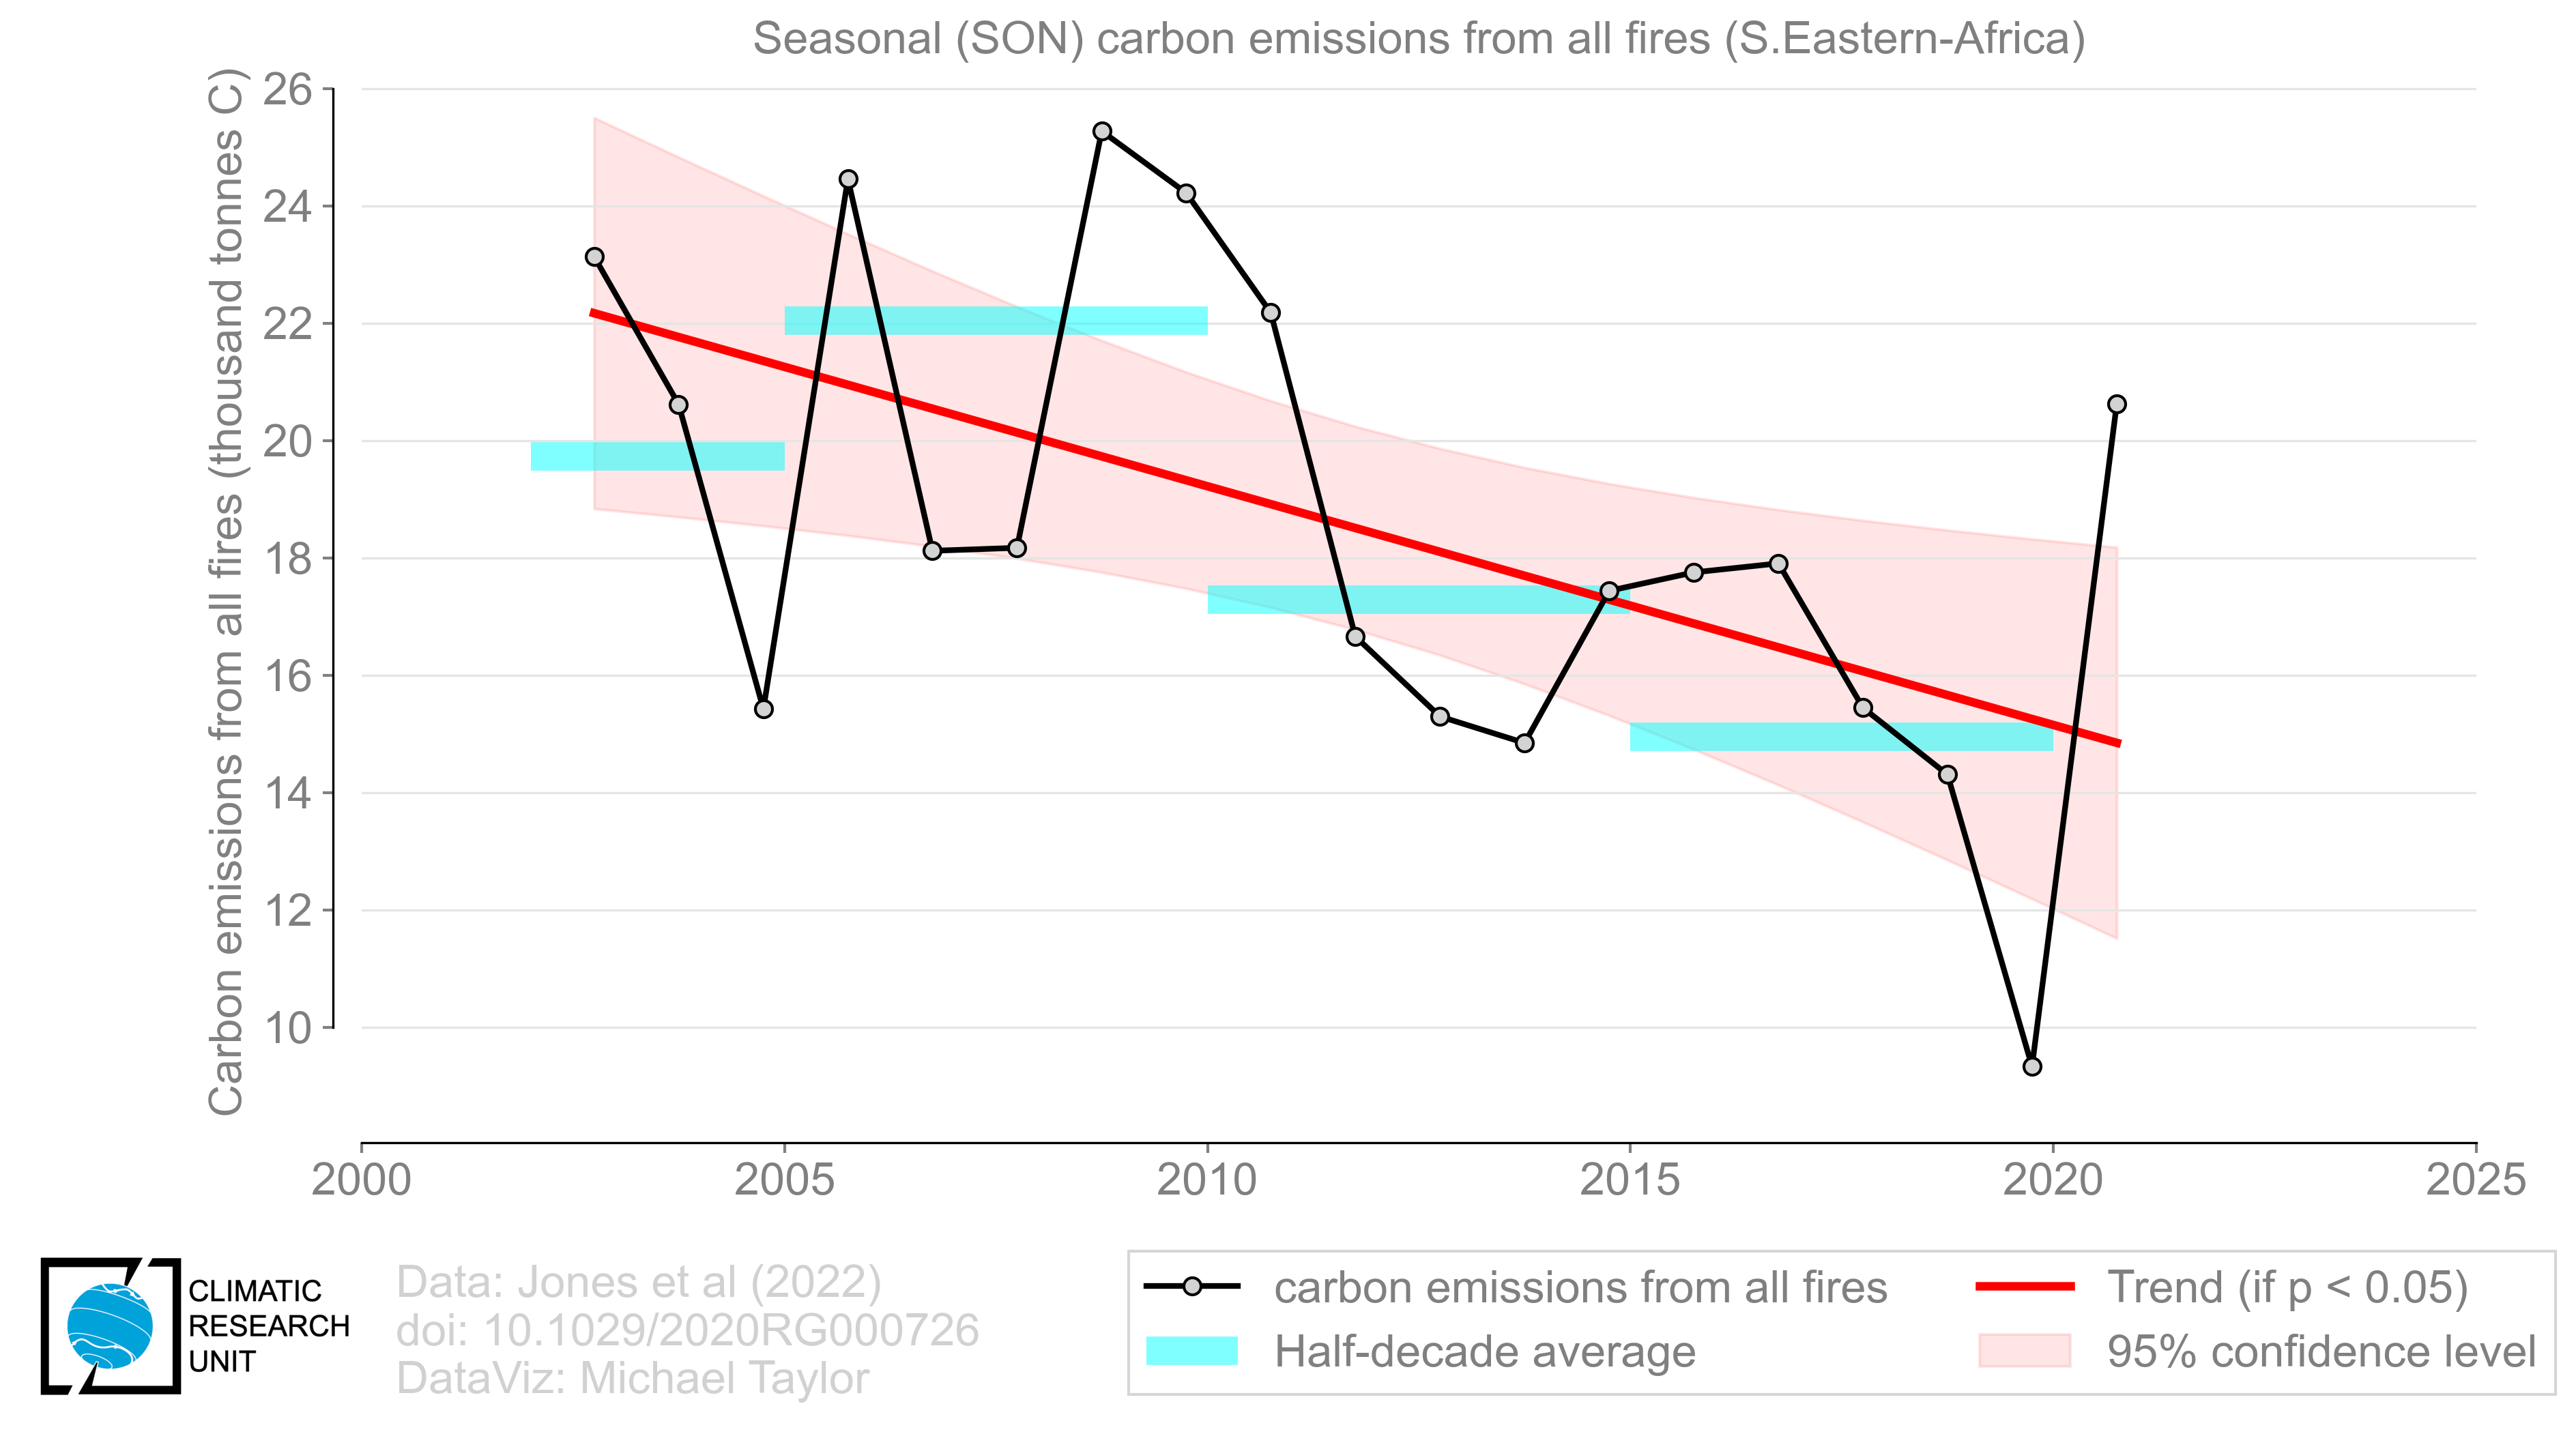 Seasonal (SON) carbon emissions from all fires (S.Eastern-Africa)
Carbon emissions from all fires (thousand tonnes C)
26
24
22
20
18
16
14
12
10
2000
2005
2010
2015
2020
2025
CLIMATIC
RESEARCH
UNIT
Data: Jones et al (2022)
doi: 10.1029/2020RG000726
DataViz: Michael Taylor
carbon emissions from all fires
Half-decade average
Trend (if p < 0.05)
95% confidence level